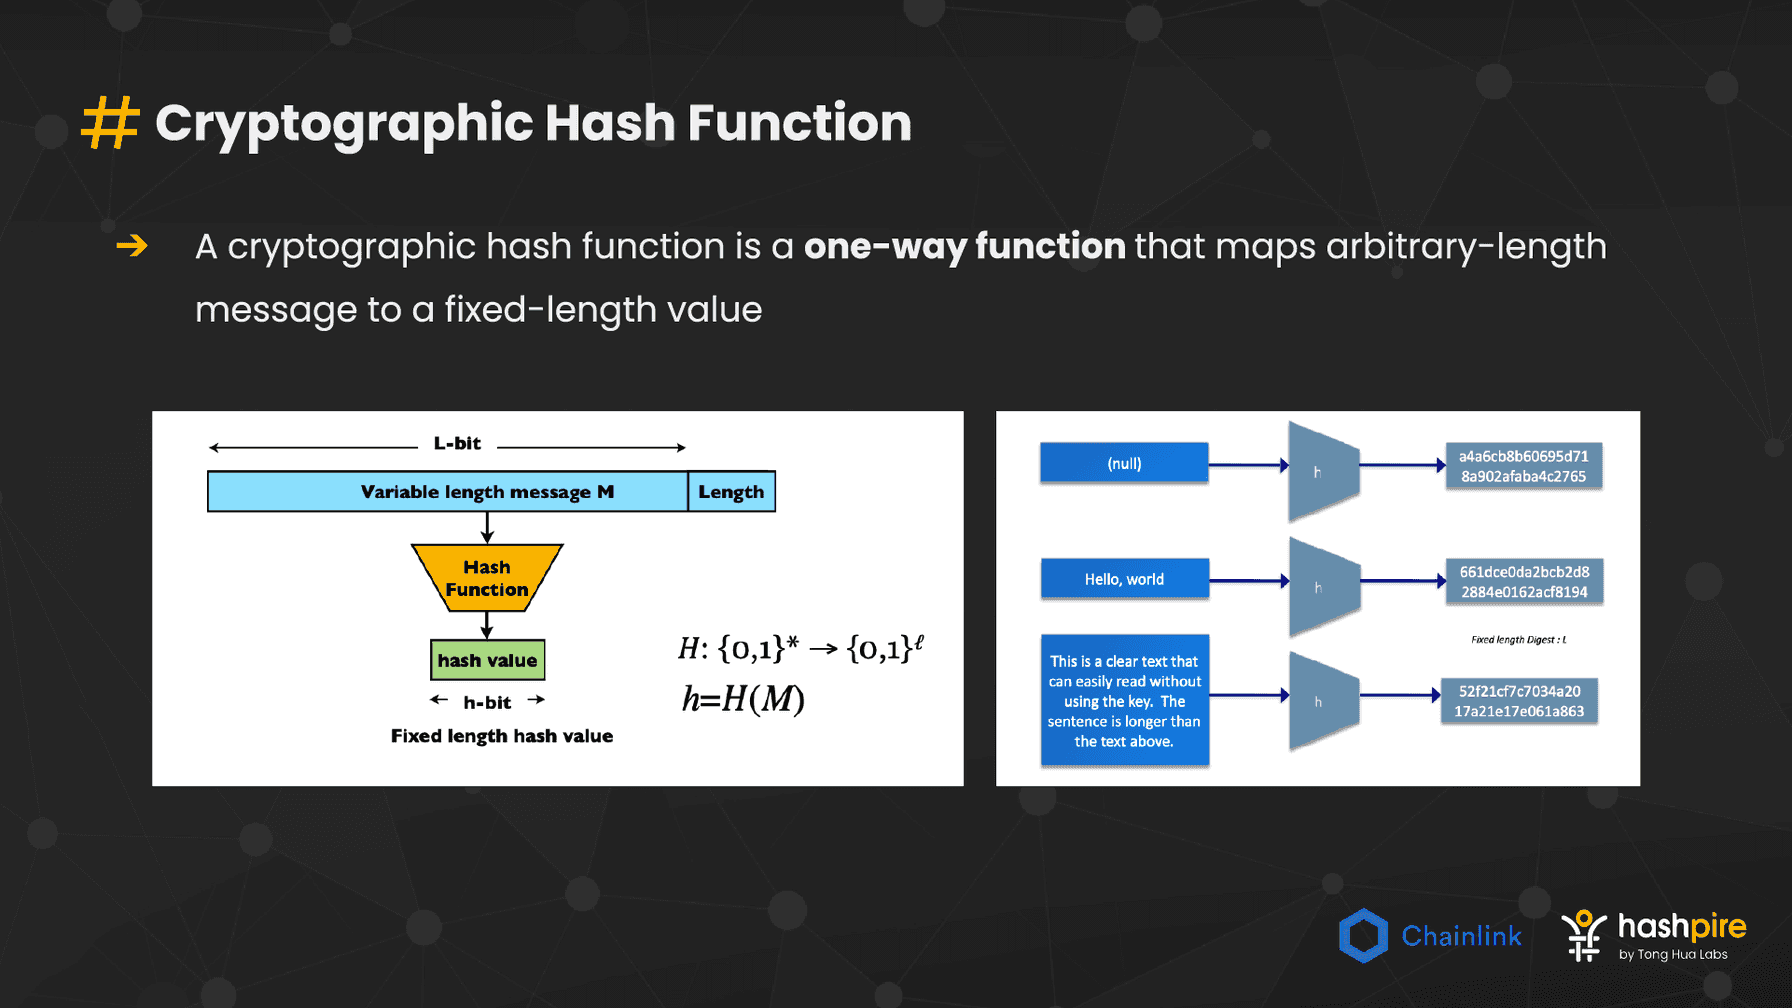 # Cryptographic Hash Function
➔ A cryptographic hash function is a one-way function that maps arbitrary-length
message to a fixed-length value
L-bit
Variable length message M
Length
Hash
Function
hash value
h-bit
Fixed length hash value
H: {0,1}* → {0,1}ℓ
h=H(M)
(null)
h
a4a6cb8b60695d71
8a902afaba4c2765
Hello, world
h
661dce0da2bcb2d8
2884e0162acf8194
Fixed length Digest : L
This is a clear text that
can easily read without
using the key. The
sentence is longer than
the text above.
h
52f21cf7c7034a20
17a21e17e061a863
Chainlink
hashpire
by Tong Hua Labs